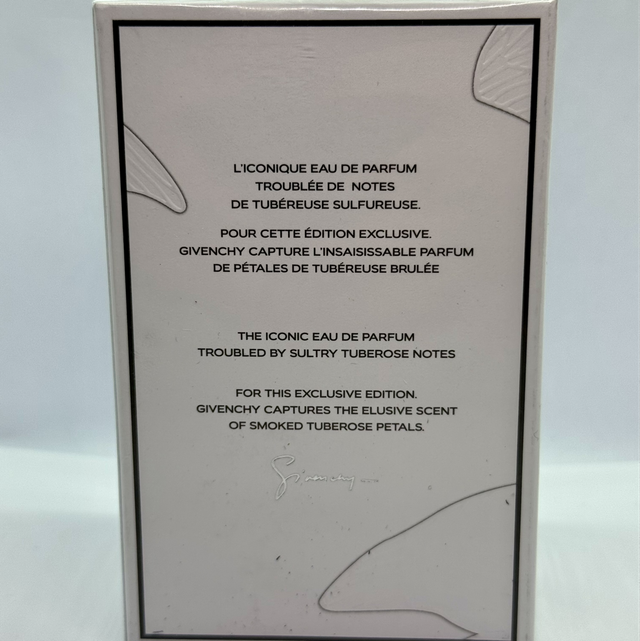 L'ICONIQUE EAU DE PARFUM
TROUBLÉE DE NOTES
DE TUBÉREUSE SULFUREUSE.
POUR CETTE ÉDITION EXCLUSIVE.
GIVENCHY CAPTURE L'INSAISISSABLE PARFUM
DE PÉTALES DE TUBÉREUSE BRULÉE
THE ICONIC EAU DE PARFUM
TROUBLED BY SULTRY TUBEROSE NOTES
FOR THIS EXCLUSIVE EDITION.
GIVENCHY CAPTURES THE ELUSIVE SCENT
OF SMOKED TUBEROSE PETALS.
Givenchy